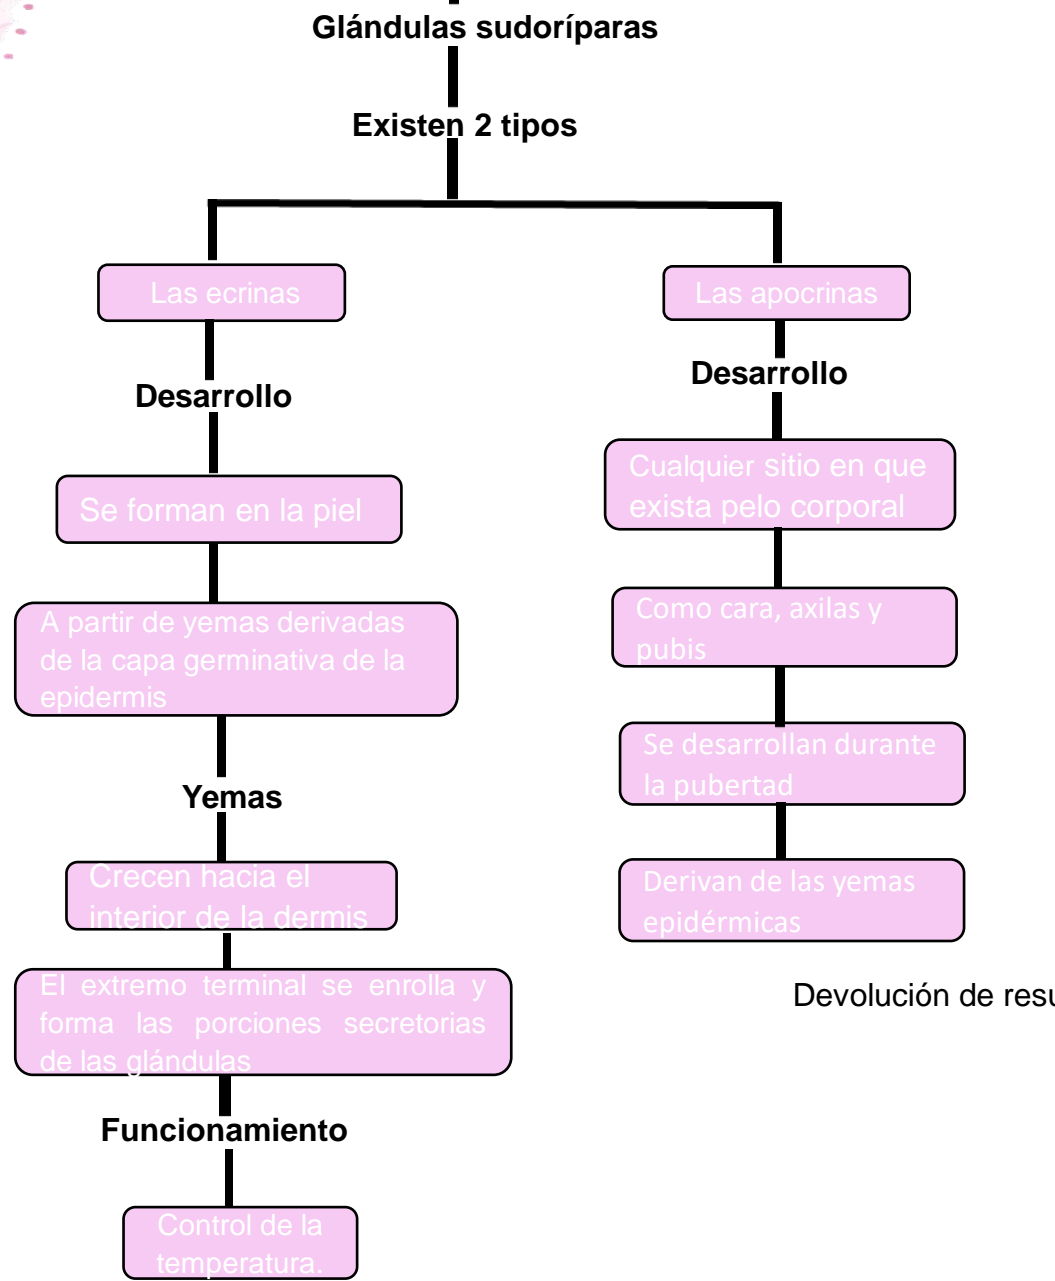 Glándulas sudoríparas
Existen 2 tipos
Las ecrinas
Desarrollo
Se forman en la piel
A partir de yemas derivadas
de la capa germinativa de la
epidermis
Yemas
Crecen hacia el
interior de la dermis
El extremo terminal se enrolla y
forma las porciones secretorias
de las glándulas
Funcionamiento
Control de la
temperatura.
Las apocrinas
Desarrollo
Cualquier sitio en que
exista pelo corporal
Como cara, axilas y
pubis
Se desarrollan durante
la pubertad
Derivan de las yemas
epidérmicas
Devolución de